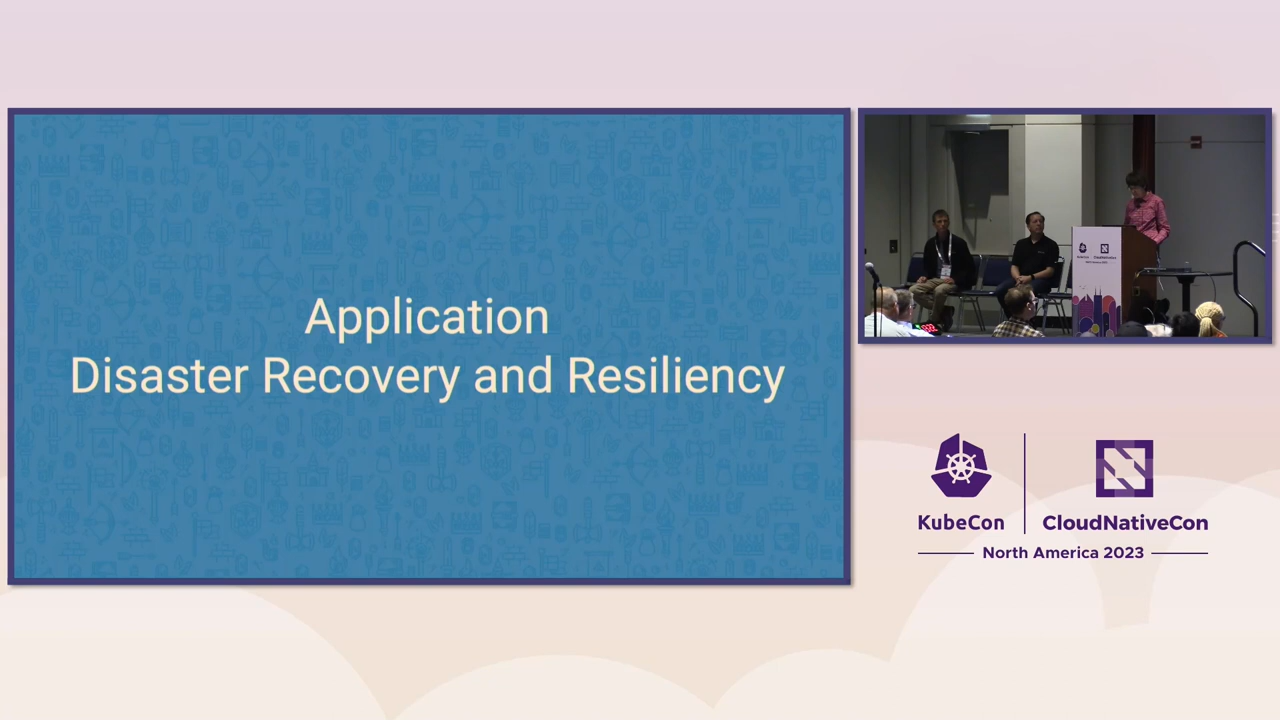 Application
Disaster Recovery and Resiliency
KubeCon
CloudNativeCon
North America 2023